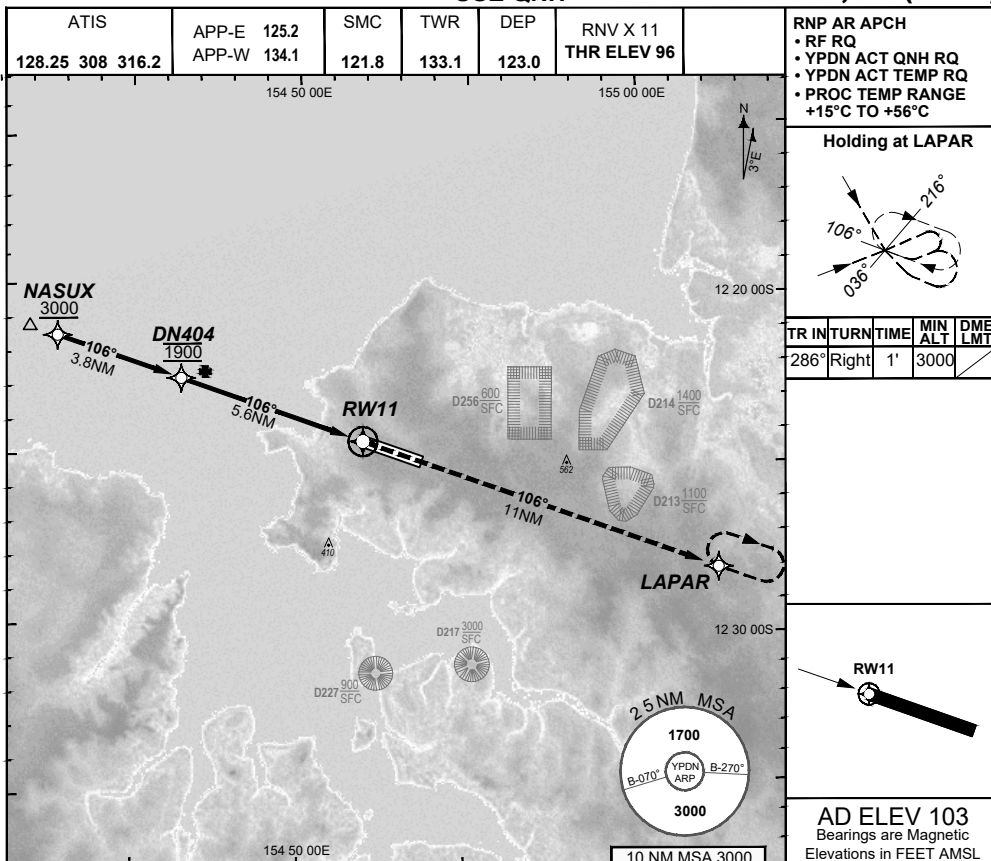 ATIS
128.25 308 316.2
APP-E 125.2
APP-W 134.1
SMC
121.8
TWR
133.1
DEP
123.0
RNV X 11
THR ELEV 96
RNP AR APCH
• RF RQ
• YPDN ACT QNH RQ
• YPDN ACT TEMP RQ
• PROC TEMP RANGE
+15°C TO +56°C
Holding at LAPAR
106°
216°
036°
TR IN TURN TIME MIN ALT DME LMT
286° Right 1' 3000
154 50 00E
155 00 00E
N
3°E
12 20 00S
NASUX
3000
106°
3.8NM
DN404
1900
106°
5.6NM
RW11
D256 600
SFC
D214 1400
SFC
562
D213 1100
SFC
106°
11NM
410
LAPAR
12 30 00S
D217 3000
SFC
D227 900
SFC
25NM MSA
1700
B-070°
YPDN
ARP
B-270°
3000
10 NM MSA 3000
154 50 00E
RW11
AD ELEV 103
Bearings are Magnetic
Elevations in FEET AMSL